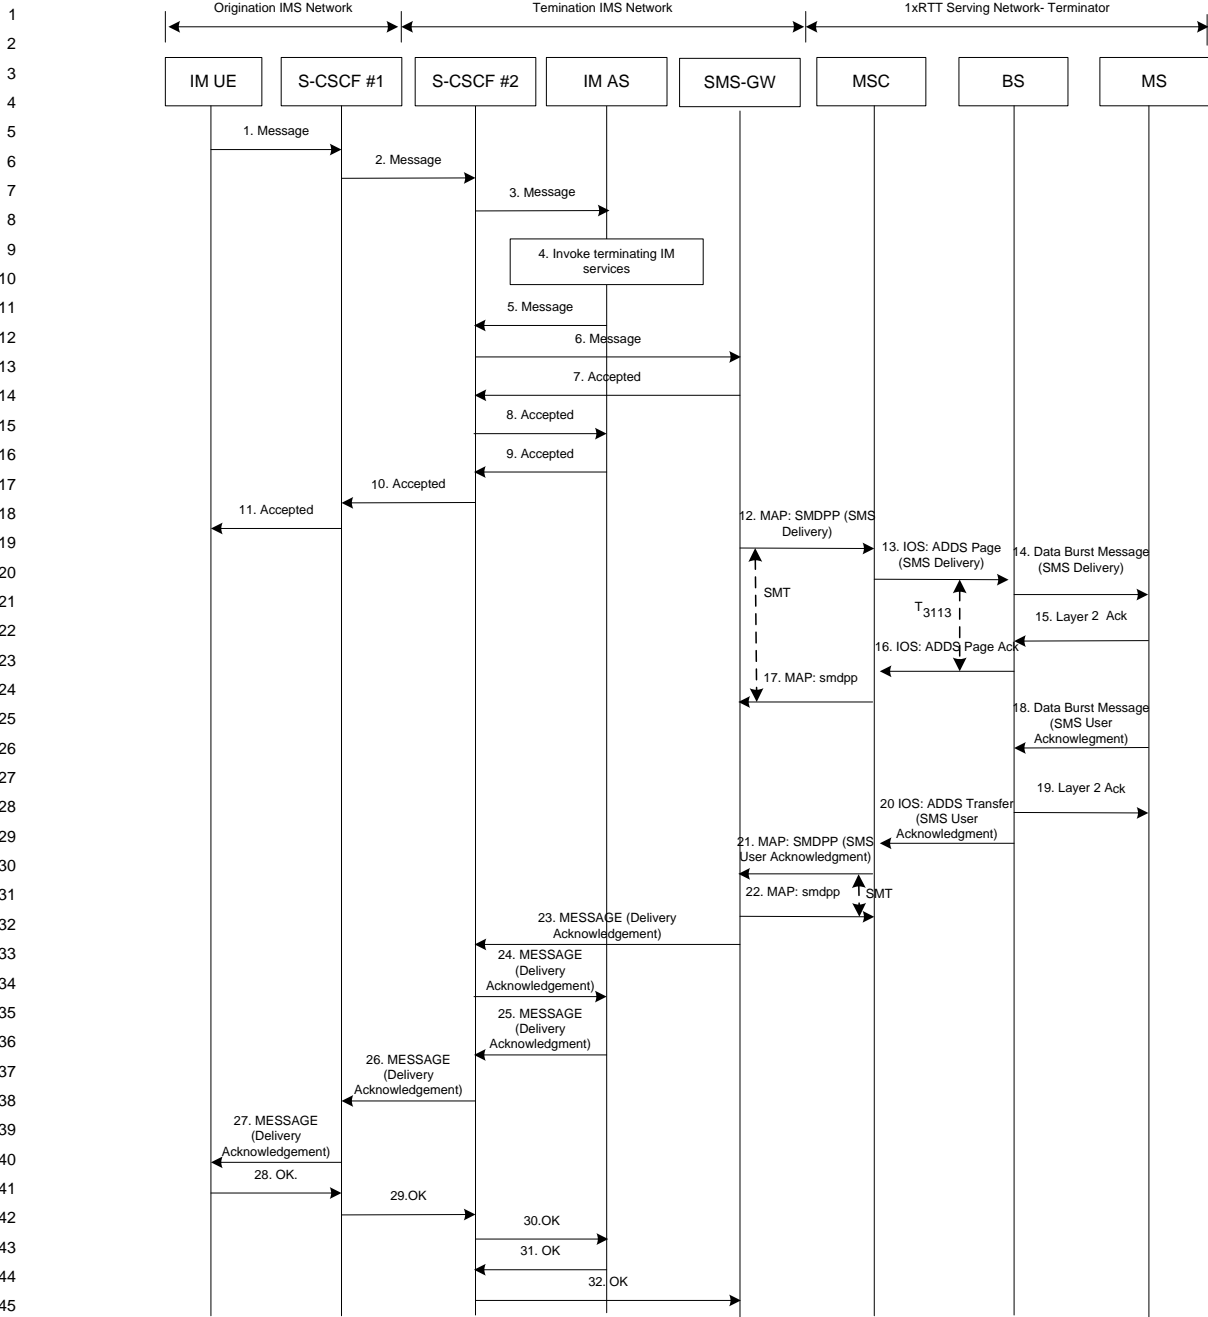 Origination IMS Network
Temination IMS Network
1xRTT Serving Network- Terminator
1
2
3
4
5
6
7
8
9
10
11
12
13
14
15
16
17
18
19
20
21
22
23
24
25
26
27
28
29
30
31
32
33
34
35
36
37
38
39
40
41
42
43
44
45
IM UE
S-CSCF #1
S-CSCF #2
IM AS
SMS-GW
MSC
BS
MS
1. Message
2. Message
3. Message
4. Invoke terminating IM
services
5. Message
6. Message
7. Accepted
8. Accepted
9. Accepted
10. Accepted
11. Accepted
12. MAP: SMDPP (SMS
Delivery)
13. IOS: ADDS Page
(SMS Delivery)
14. Data Burst Message
(SMS Delivery)
SMT
T3113
15. Layer 2 Ack
16. IOS: ADDS Page Ack
17. MAP: smdpp
18. Data Burst Message
(SMS User
Acknowlegment)
19. Layer 2 Ack
20 IOS: ADDS Transfer
(SMS User
Acknowledgment)
21. MAP: SMDPP (SMS
User Acknowledgment)
22. MAP: smdpp
SMT
23. MESSAGE (Delivery
Acknowledgement)
24. MESSAGE
(Delivery
Acknowledgement)
25. MESSAGE
(Delivery
Acknowledgment)
26. MESSAGE
(Delivery
Acknowledgement)
27. MESSAGE
(Delivery
Acknowledgement)
28. OK.
29.OK
30.OK
31. OK
32. OK